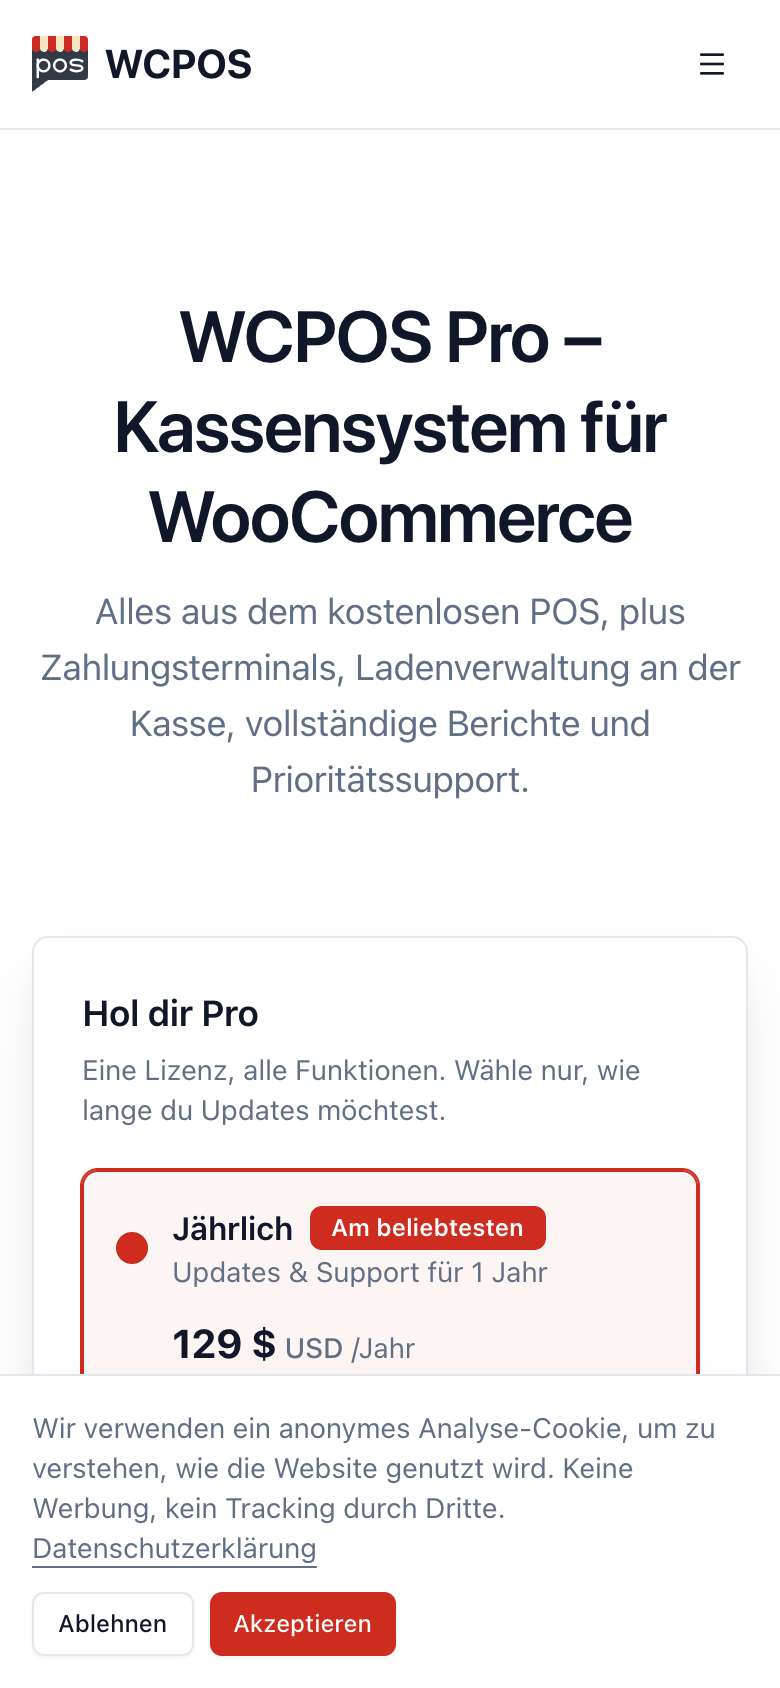 pos WCPOS
WCPOS Pro –
Kassensystem für
WooCommerce
Alles aus dem kostenlosen POS, plus
Zahlungsterminals, Ladenverwaltung an der
Kasse, vollständige Berichte und
Prioritätssupport.
Hol dir Pro
Eine Lizenz, alle Funktionen. Wähle nur, wie
lange du Updates möchtest.
Jährlich Am beliebtesten
Updates & Support für 1 Jahr
129 $ USD /Jahr
Wir verwenden ein anonymes Analyse-Cookie, um zu
verstehen, wie die Website genutzt wird. Keine
Werbung, kein Tracking durch Dritte.
Datenschutzerklärung
Ablehnen Akzeptieren